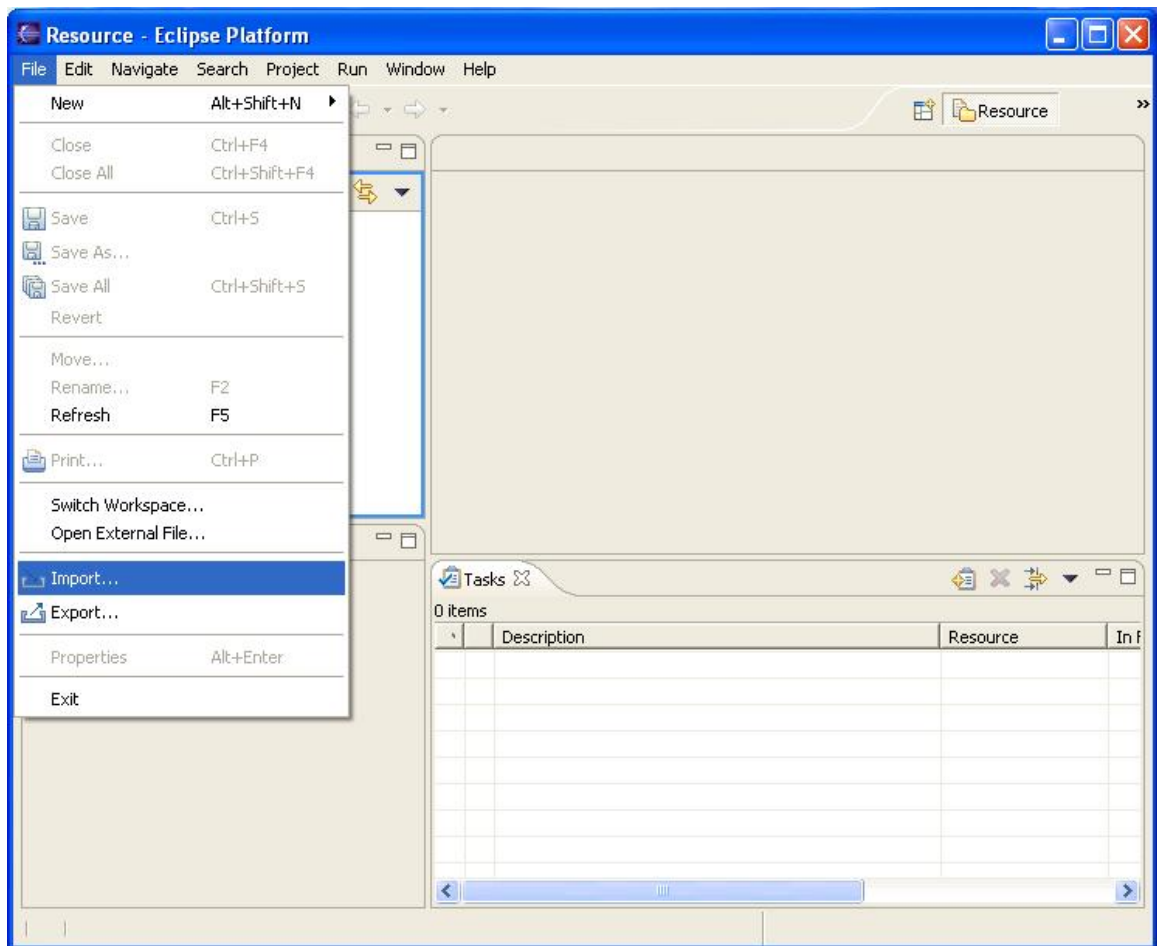 Resource - Eclipse Platform
File Edit Navigate Search Project Run Window Help
New Alt+Shift+N
Resource
Close Ctrl+F4
Close All Ctrl+Shift+F4
Save Ctrl+S
Save As...
Save All Ctrl+Shift+S
Revert
Move...
Rename... F2
Refresh F5
Print... Ctrl+P
Switch Workspace...
Open External File...
Import...
Export...
Properties Alt+Enter
Exit
Tasks
0 items
Description Resource In